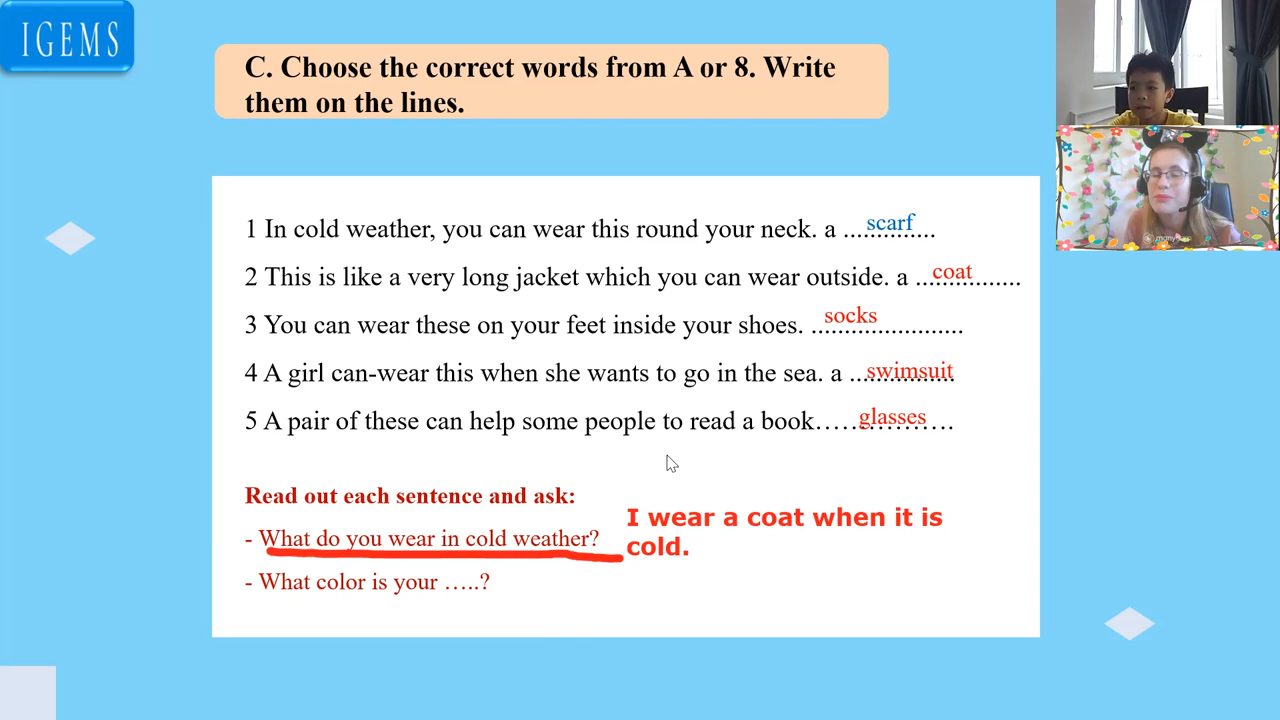 IGEMS
C. Choose the correct words from A or 8. Write
them on the lines.
1 In cold weather, you can wear this round your neck. a .............. scarf
2 This is like a very long jacket which you can wear outside. a ................ coat
3 You can wear these on your feet inside your shoes. ....................... socks
4 A girl can-wear this when she wants to go in the sea. a ................ swimsuit
5 A pair of these can help some people to read a book…………….  glasses
Read out each sentence and ask:
- What do you wear in cold weather?
I wear a coat when it is
cold.
- What color is your …..?